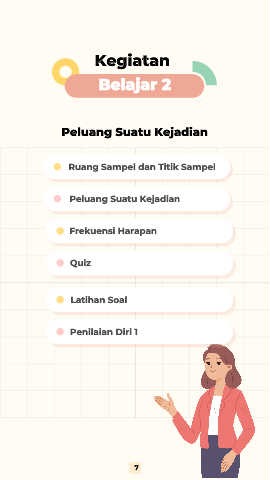 Kegiatan
Belajar 2
Peluang Suatu Kejadian
Ruang Sampel dan Titik Sampel
Peluang Suatu Kejadian
Frekuensi Harapan
Quiz
Latihan Soal
Penilaian Diri 1
7